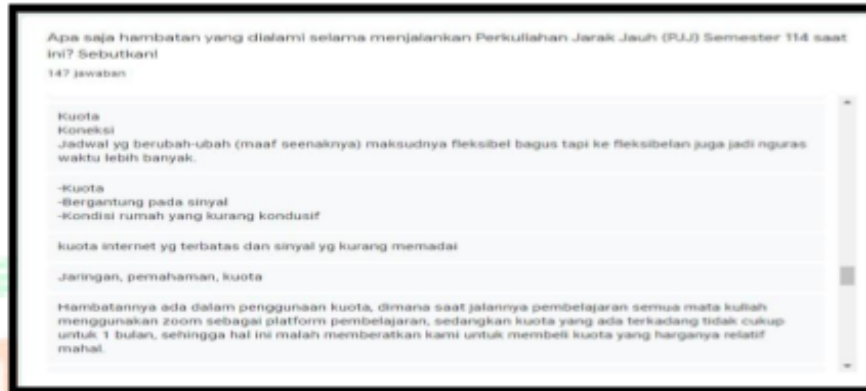 Apa saja hambatan yang dialami selama menjalankan Perkuliahan Jarak Jauh (PJJ) Semester 114 saat
ini? Sebutkan!
147 jawaban
Kuota
Koneksi
Jadwal yg berubah-ubah (maaf seenaknya) maksudnya fleksibel bagus tapi ke fleksibelan juga jadi nguras
waktu lebih banyak.
-Kuota
-Bergantung pada sinyal
-Kondisi rumah yang kurang kondusif
kuota internet yg terbatas dan sinyal yg kurang memadai
Jaringan, pemahaman, kuota
Hambatannya ada dalam penggunaan kuota, dimana saat jalannya pembelajaran semua mata kuliah
menggunakan zoom sebagai platform pembelajaran, sedangkan kuota yang ada terkadang tidak cukup
untuk 1 bulan, sehingga hal ini malah memberatkan kami untuk membeli kuota yang harganya relatif
mahal.